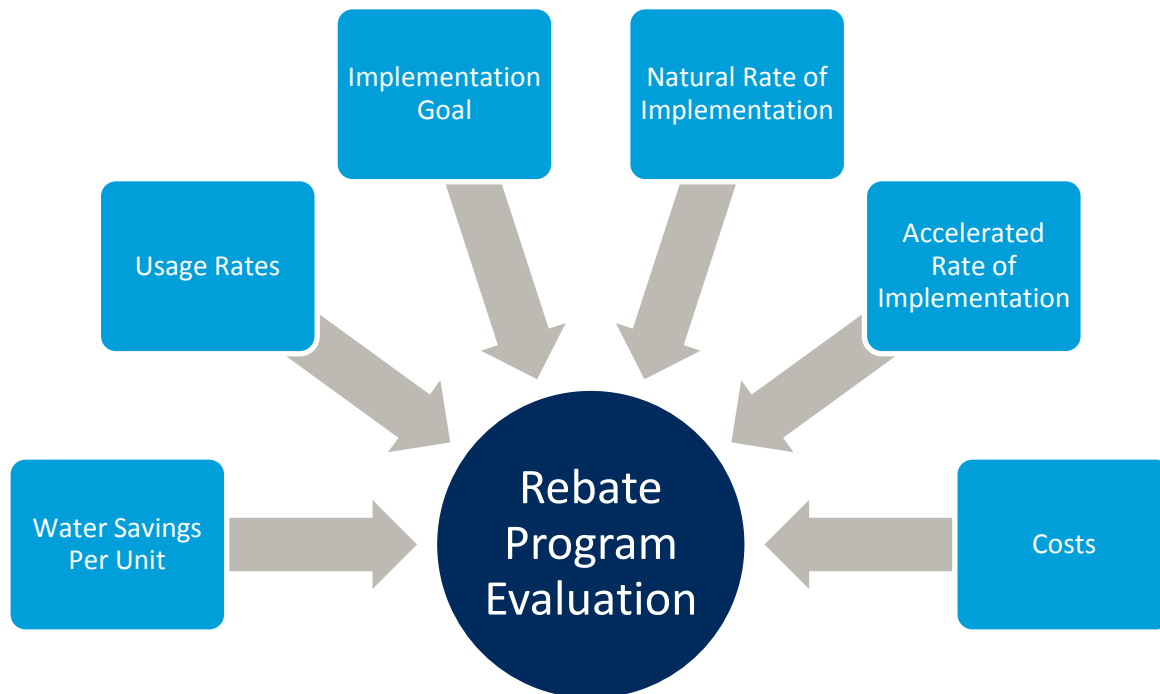 Implementation
Goal
Natural Rate of
Implementation
Usage Rates
Accelerated
Rate of
Implementation
Water Savings
Per Unit
Rebate
Program
Evaluation
Costs